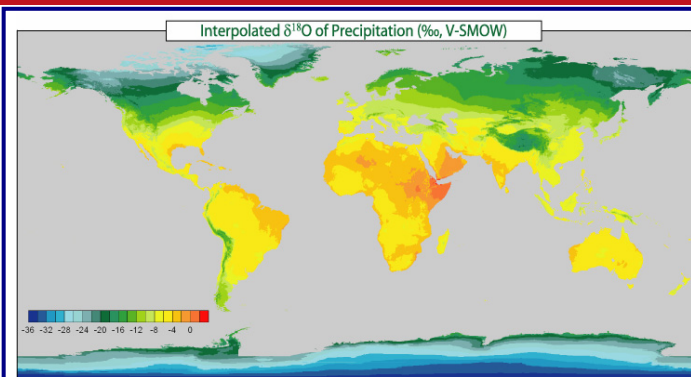 Interpolated δ¹⁸O of Precipitation (‰, V-SMOW)
-36 -32 -28 -24 -20 -16 -12 -8 -4 0